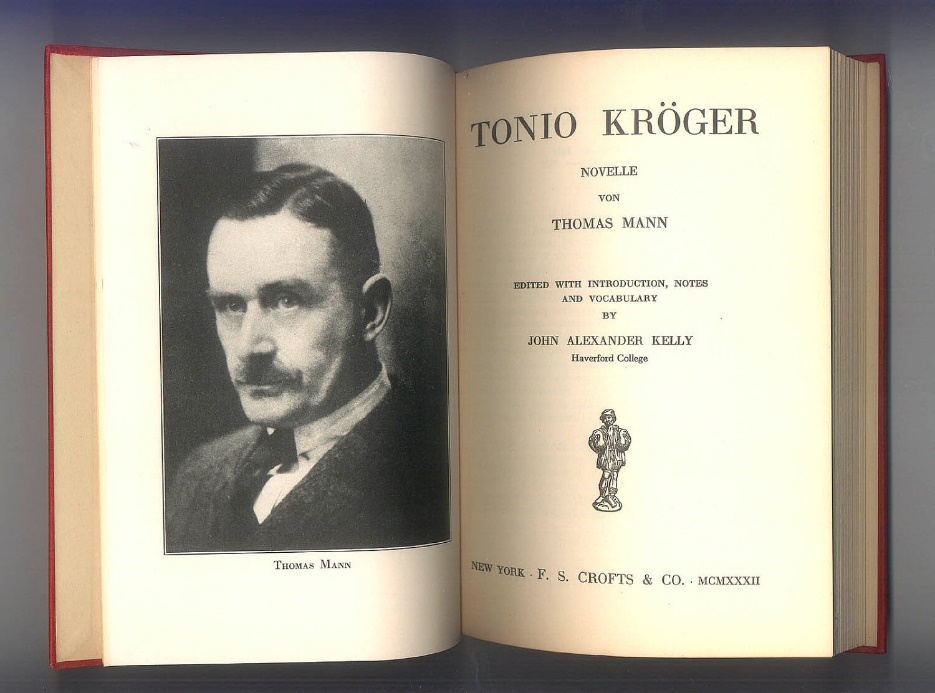 Thomas Mann
TONIO KRÖGER
NOVELLE
VON
THOMAS MANN
EDITED WITH INTRODUCTION, NOTES
AND VOCABULARY
BY
JOHN ALEXANDER KELLY
Haverford College
NEW YORK · F. S. CROFTS & CO. · MCMXXXII